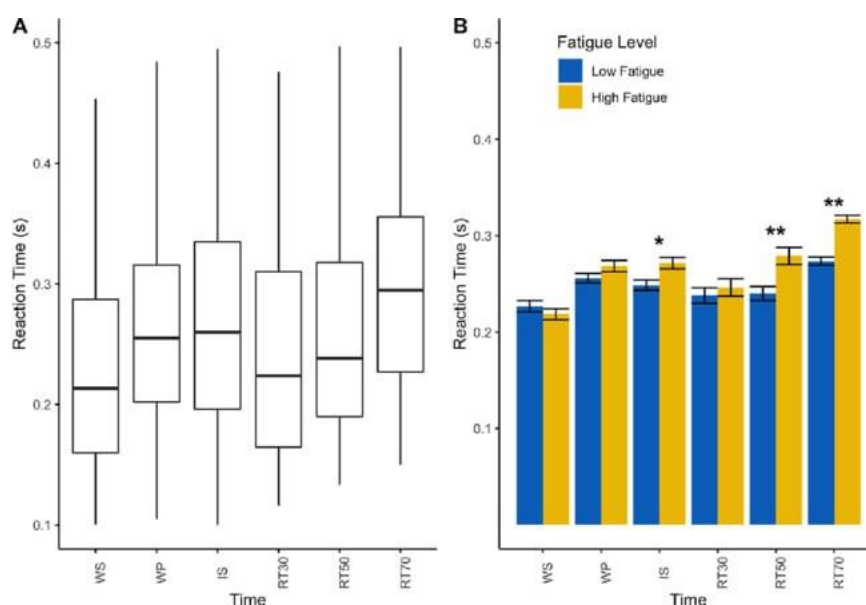 A
Reaction Time (s)
0.5
0.4
0.3
0.2
0.1
WS
WP
IS
RT30
RT50
RT70
Time
B
Fatigue Level
Low Fatigue
High Fatigue
Reaction Time (s)
0.5
0.4
0.3
0.2
0.1
*
**
**
WS
WP
IS
RT30
RT50
RT70
Time